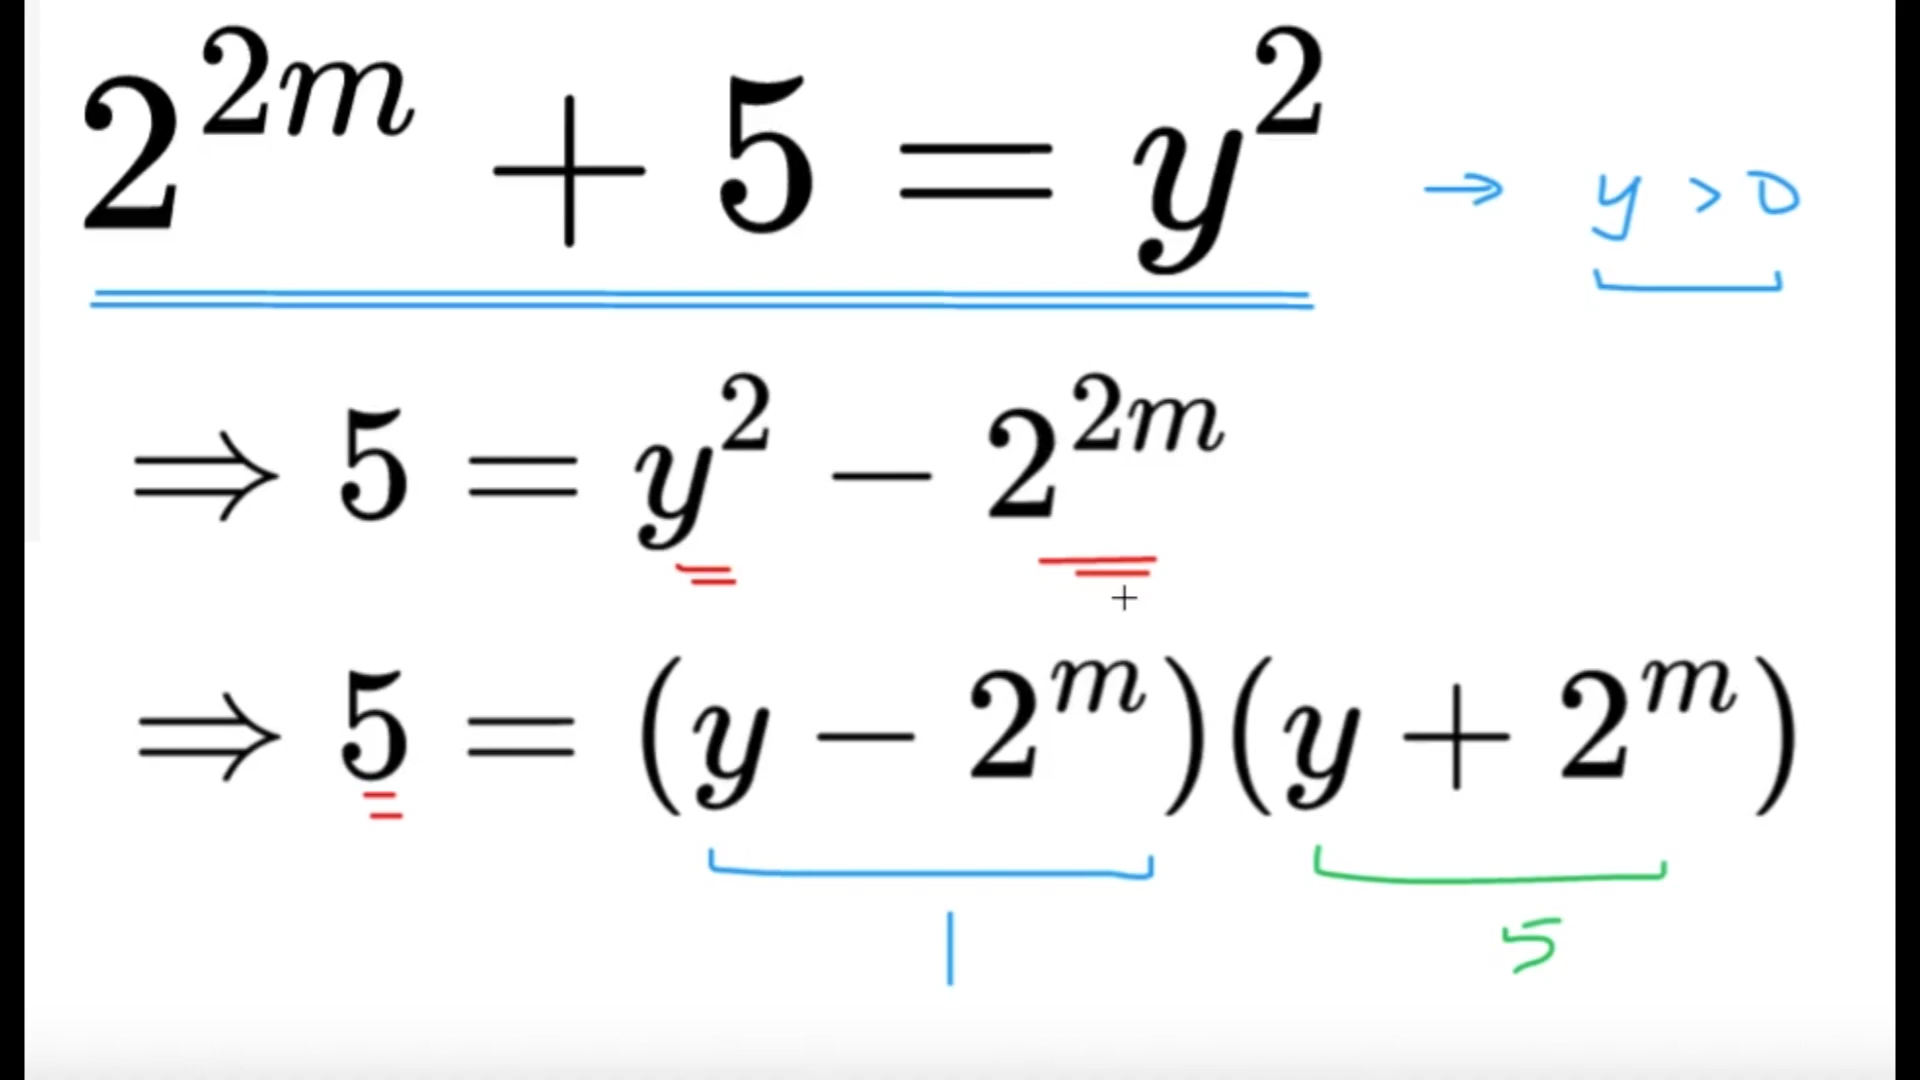 2^{2m} + 5 = y^2 → y > 0
⇒ 5 = y^2 − 2^{2m}
⇒ 5 = (y − 2^m)(y + 2^m)
1 5